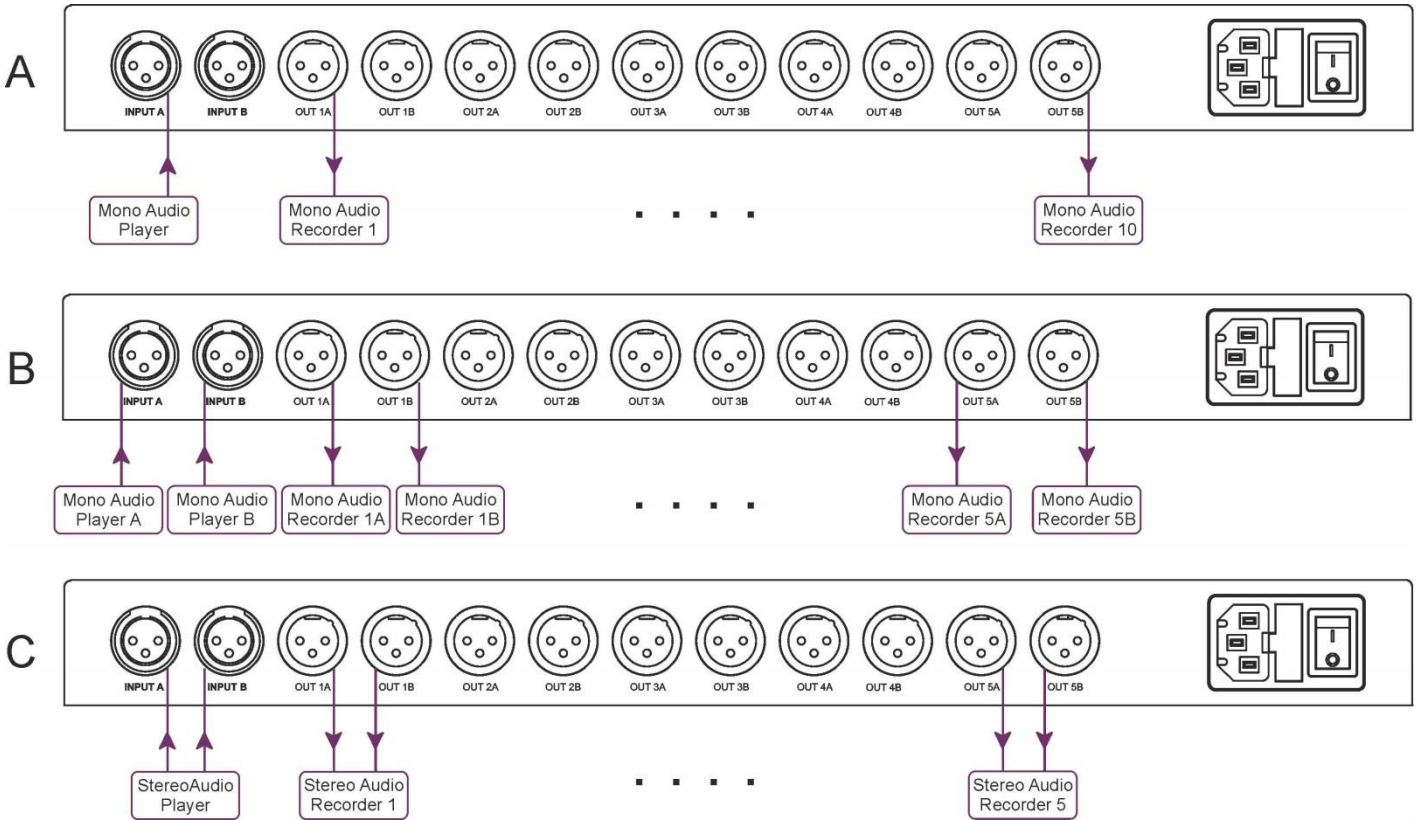 A
INPUT A INPUT B OUT 1A OUT 1B OUT 2A OUT 2B OUT 3A OUT 3B OUT 4A OUT 4B OUT 5A OUT 5B
Mono Audio
Player
Mono Audio
Recorder 1
Mono Audio
Recorder 10
B
INPUT A INPUT B OUT 1A OUT 1B OUT 2A OUT 2B OUT 3A OUT 3B OUT 4A OUT 4B OUT 5A OUT 5B
Mono Audio
Player A
Mono Audio
Player B
Mono Audio
Recorder 1A
Mono Audio
Recorder 1B
Mono Audio
Recorder 5A
Mono Audio
Recorder 5B
C
INPUT A INPUT B OUT 1A OUT 1B OUT 2A OUT 2B OUT 3A OUT 3B OUT 4A OUT 4B OUT 5A OUT 5B
StereoAudio
Player
Stereo Audio
Recorder 1
Stereo Audio
Recorder 5